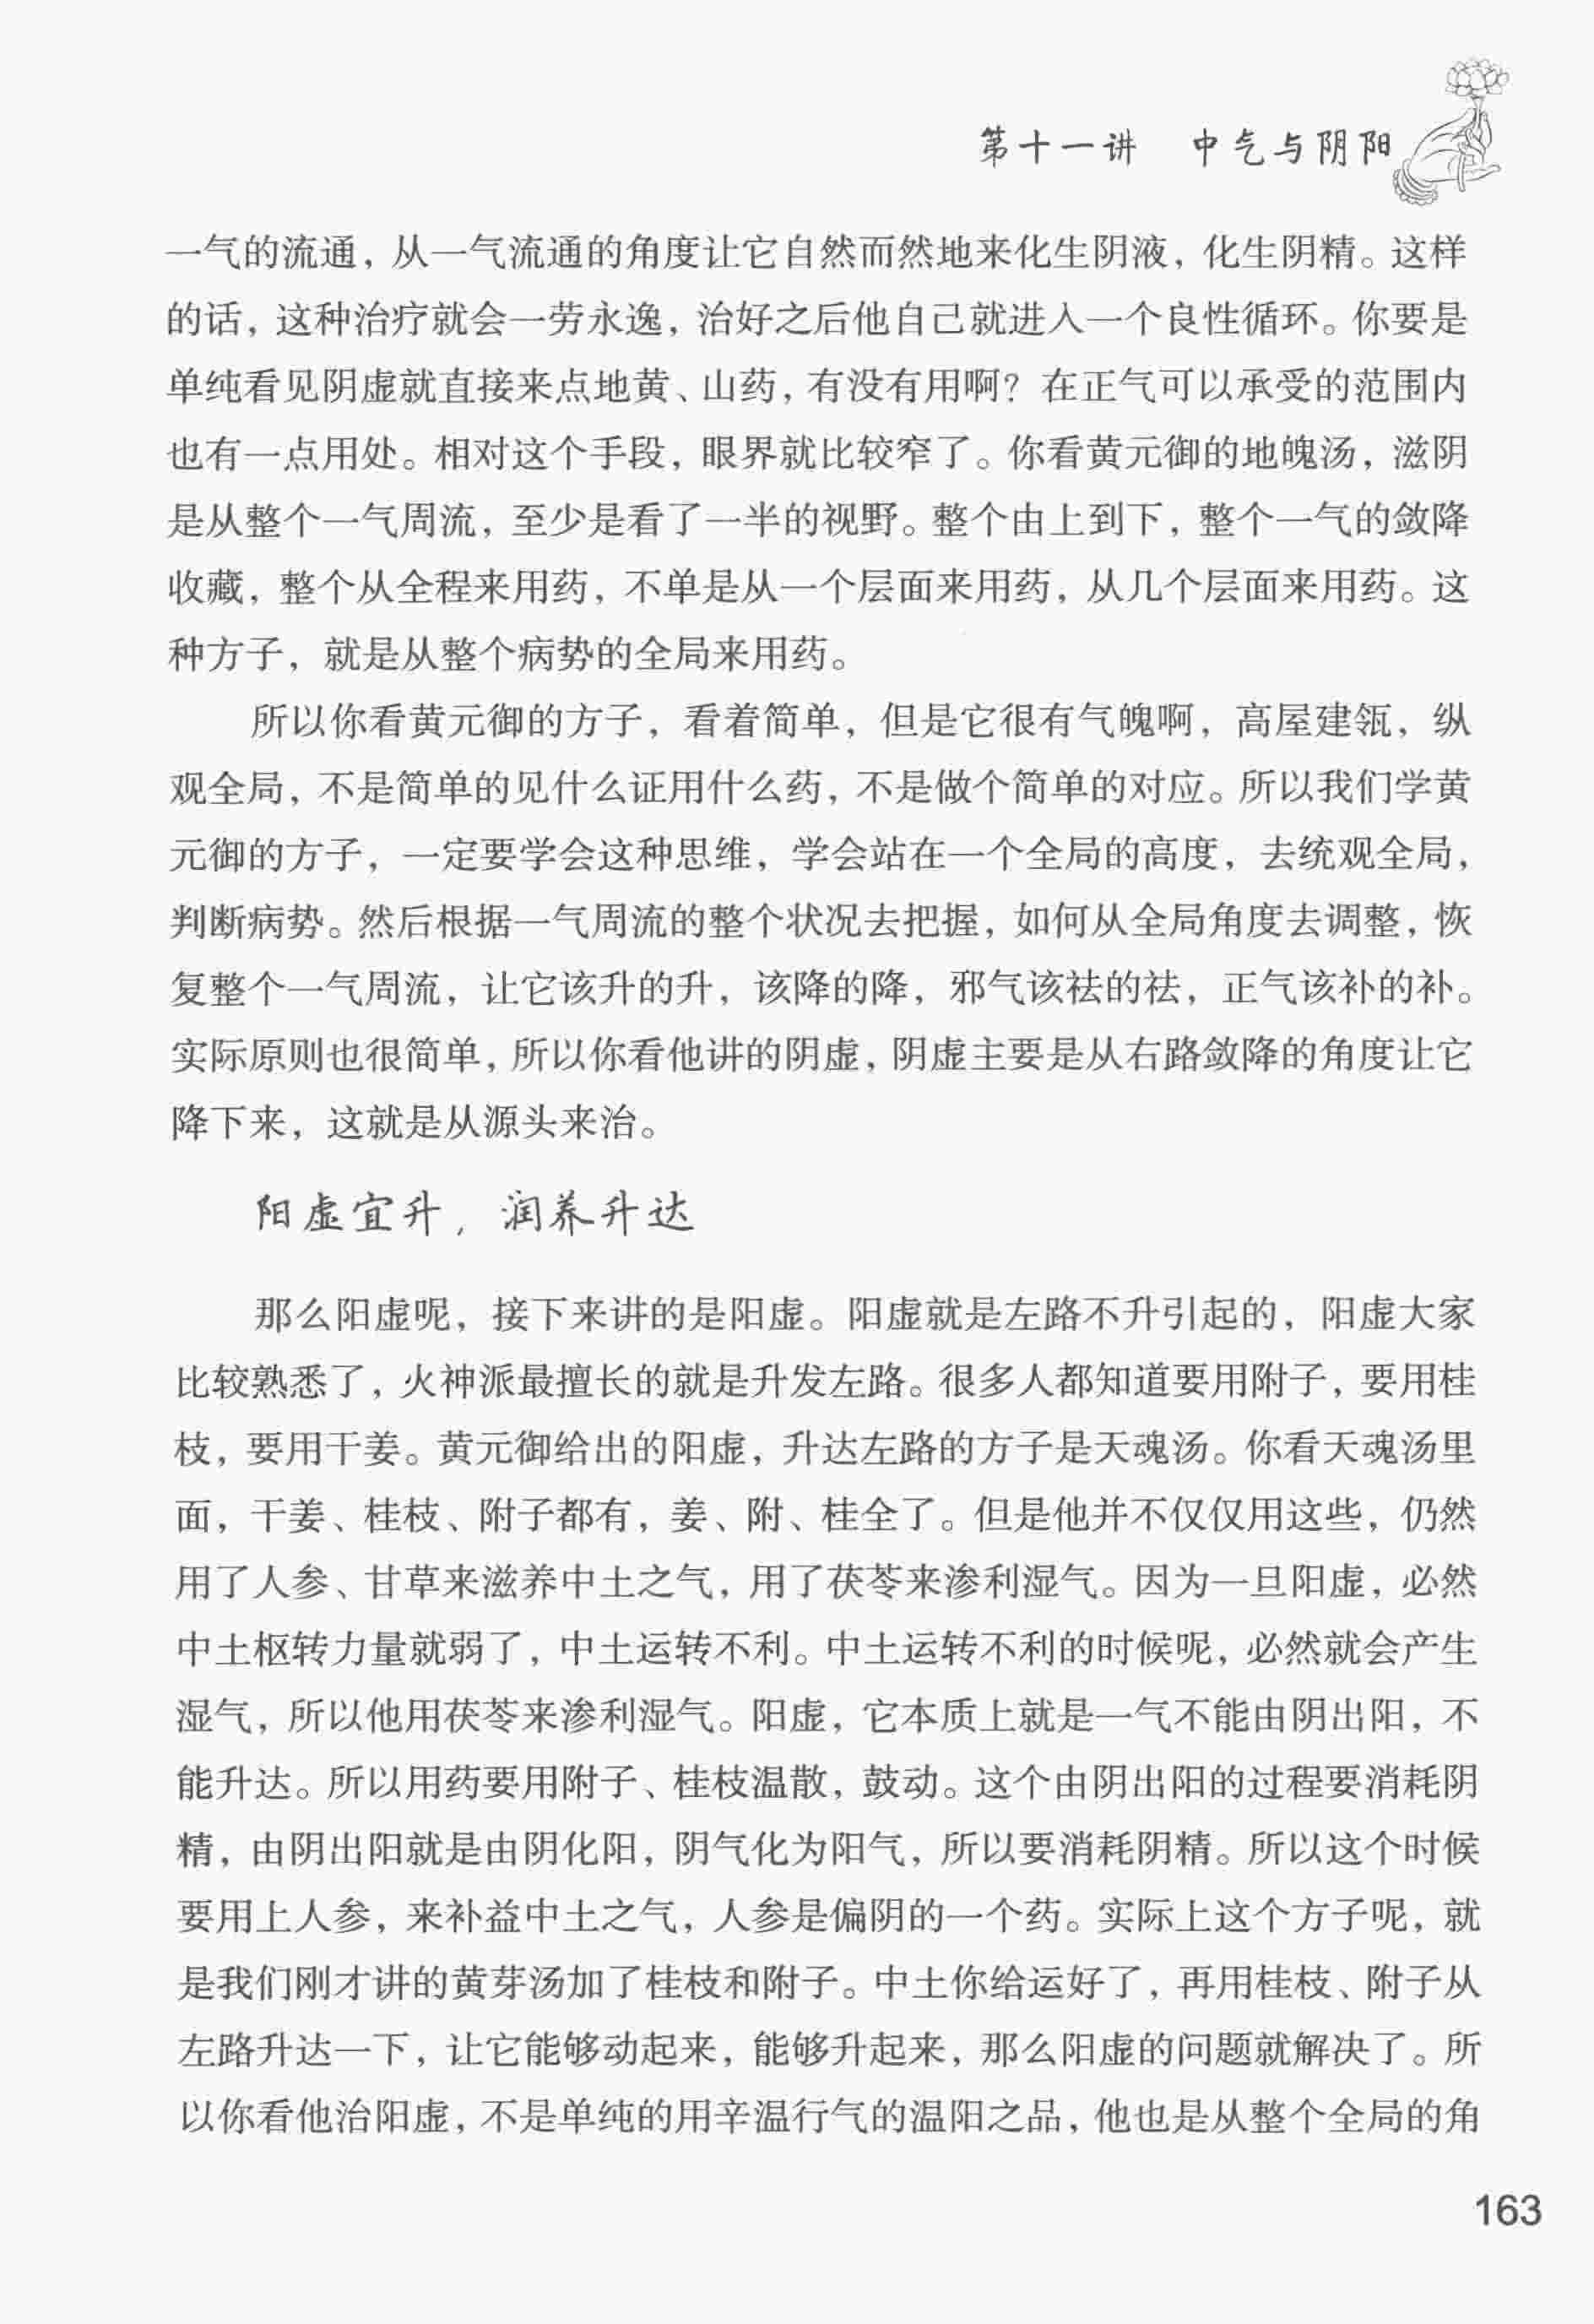 第十一讲 中气与阴阳
一气的流通，从一气流通的角度让它自然而然地来化生阴液，化生阴精。这样
的话，这种治疗就会一劳永逸，治好之后他自己就进入一个良性循环。你要是
单纯看见阴虚就直接来点地黄、山药，有没有用啊？在正气可以承受的范围内
也有一点用处。相对这个手段，眼界就比较窄了。你看黄元御的地魄汤，滋阴
是从整个一气周流，至少是看了一半的视野。整个由上到下，整个一气的敛降
收藏，整个从全程来用药，不单是从一个层面来用药，从几个层面来用药。这
种方子，就是从整个病势的全局来用药。
所以你看黄元御的方子，看着简单，但是它很有气魄啊，高屋建瓴，纵
观全局，不是简单的见什么证用什么药，不是做个简单的对应。所以我们学黄
元御的方子，一定要学会这种思维，学会站在一个全局的高度，去统观全局，
判断病势。然后根据一气周流的整个状况去把握，如何从全局角度去调整，恢
复整个一气周流，让它该升的升，该降的降，邪气该祛的祛，正气该补的补。
实际原则也很简单，所以你看他讲的阴虚，阴虚主要是从右路敛降的角度让它
降下来，这就是从源头来治。
阳虚宜升，润养升达
那么阳虚呢，接下来讲的是阳虚。阳虚就是左路不升引起的，阳虚大家
比较熟悉了，火神派最擅长的就是升发左路。很多人都知道要用附子，要用桂
枝，要用干姜。黄元御给出的阳虚，升达左路的方子是天魂汤。你看天魂汤里
面，干姜、桂枝、附子都有，姜、附、桂全了。但是他并不仅仅用这些，仍然
用了人参、甘草来滋养中土之气，用了茯苓来渗利湿气。因为一旦阳虚，必然
中土枢转力量就弱了，中土运转不利。中土运转不利的时候呢，必然就会产生
湿气，所以他用茯苓来渗利湿气。阳虚，它本质上就是一气不能由阴出阳，不
能升达。所以用药要用附子、桂枝温散，鼓动。这个由阴出阳的过程要消耗阴
精，由阴出阳就是由阴化阳，阴气化为阳气，所以要消耗阴精。所以这个时候
要用上人参，来补益中土之气，人参是偏阴的一个药。实际上这个方子呢，就
是我们刚才讲的黄芽汤加了桂枝和附子。中土你给运好了，再用桂枝、附子从
左路升达一下，让它能够动起来，能够升起来，那么阳虚的问题就解决了。所
以你看他治阳虚，不是单纯的用辛温行气的温阳之品，他也是从整个全局的角
163